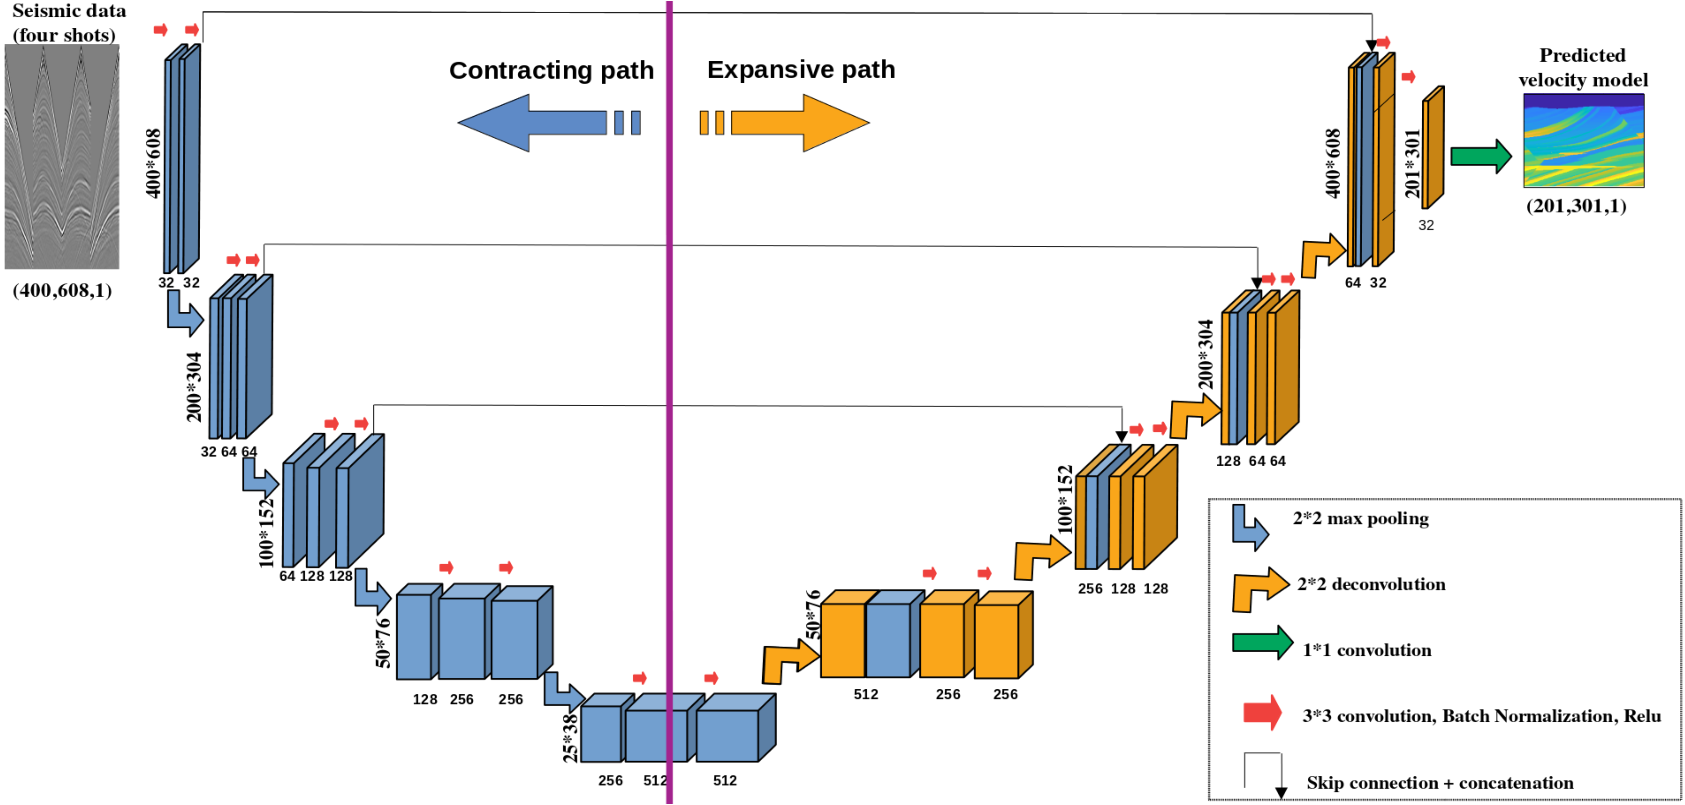 Seismic data
(four shots)
(400,608,1)
Contracting path
Expansive path
Predicted
velocity model
(201,301,1)
400*608
32 32
200*304
32 64 64
100*152
64 128 128
50*76
128 256 256
25*38
256 512 512
50*76
512 256 256
100*152
256 128 128
200*304
128 64 64
400*608
64 32
201*301
32
2*2 max pooling
2*2 deconvolution
1*1 convolution
3*3 convolution, Batch Normalization, Relu
Skip connection + concatenation